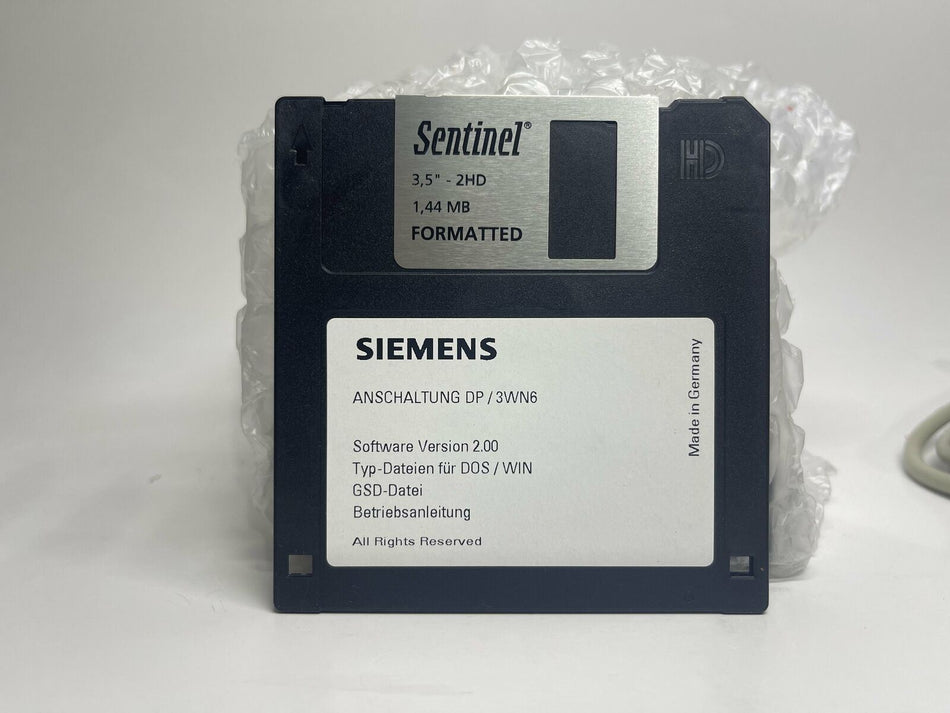 Sentinel®
3,5" - 2HD
1,44 MB
FORMATTED
HD
SIEMENS
ANSCHALTUNG DP / 3WN6
Software Version 2.00
Typ-Dateien für DOS / WIN
GSD-Datei
Betriebsanleitung
All Rights Reserved
Made in Germany